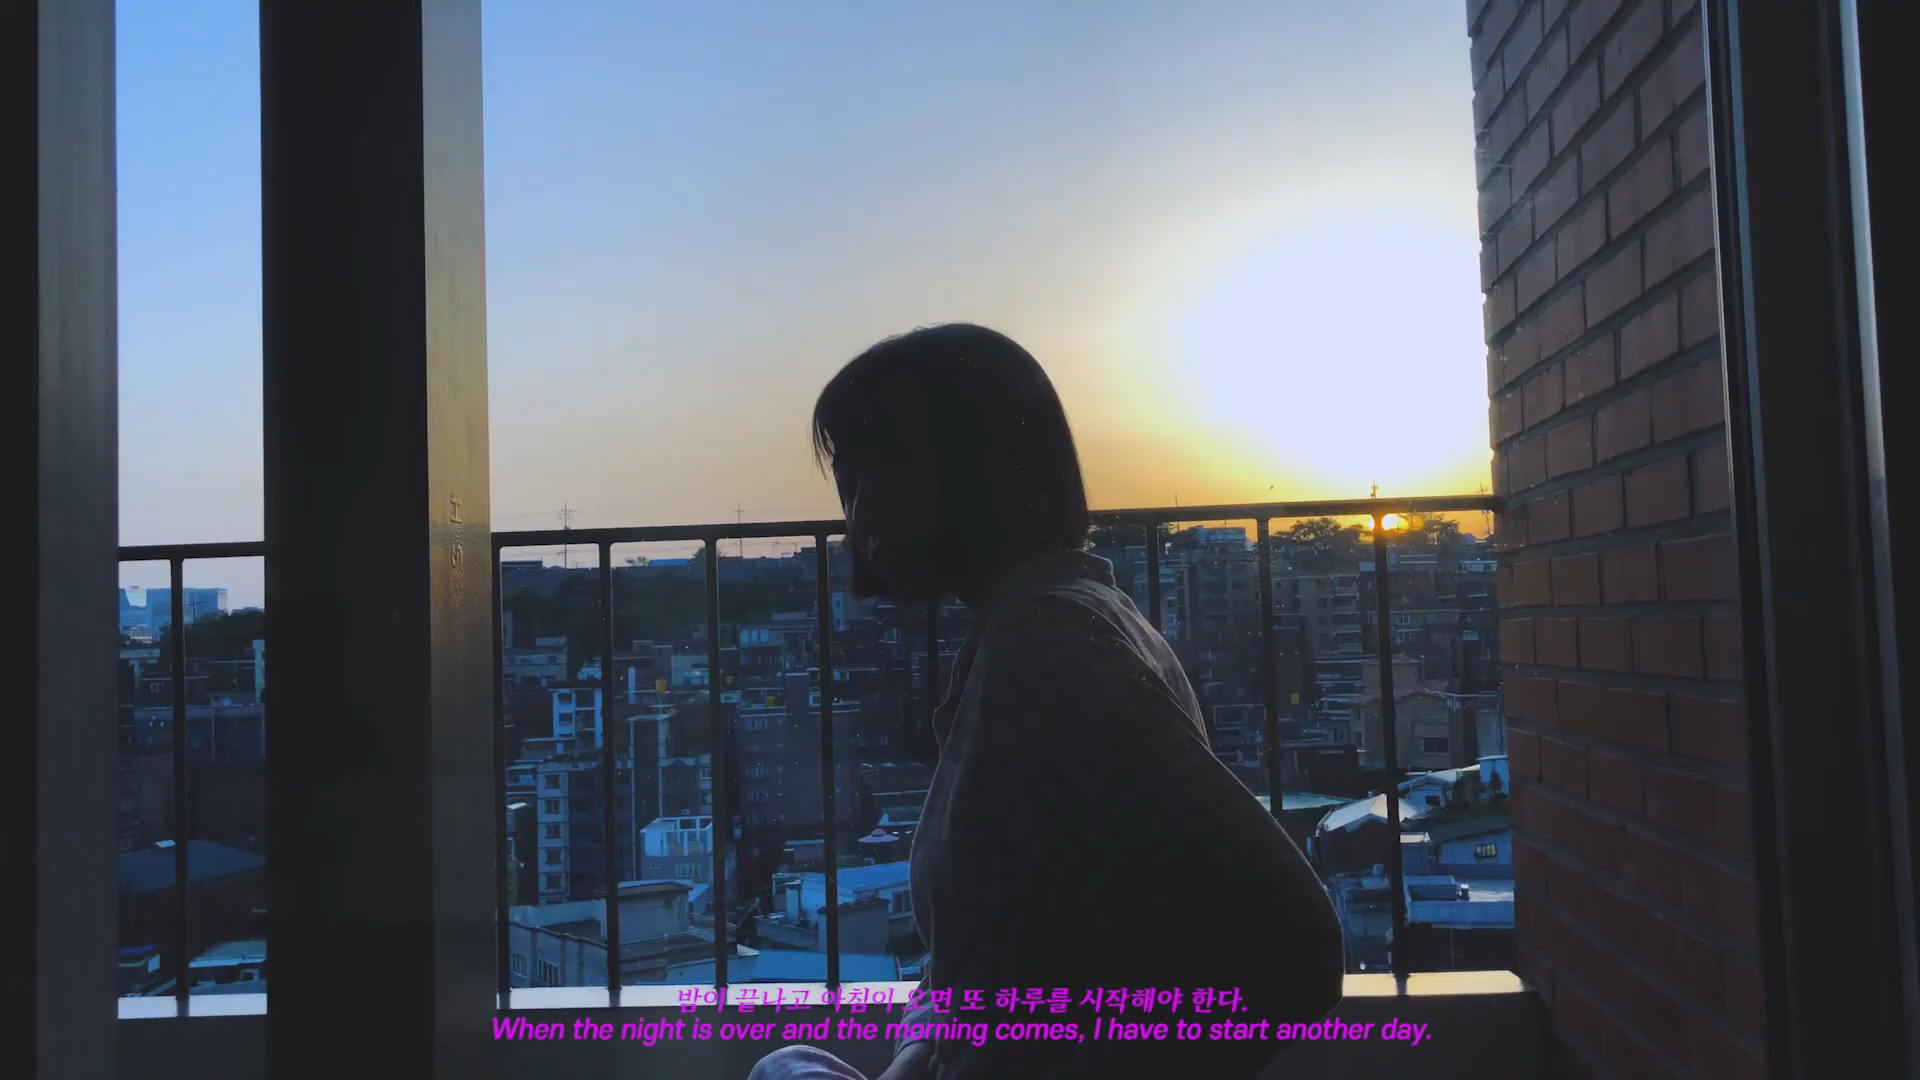 밤이 끝나고 아침이 오면 또 하루를 시작해야 한다.
When the night is over and the morning comes, I have to start another day.